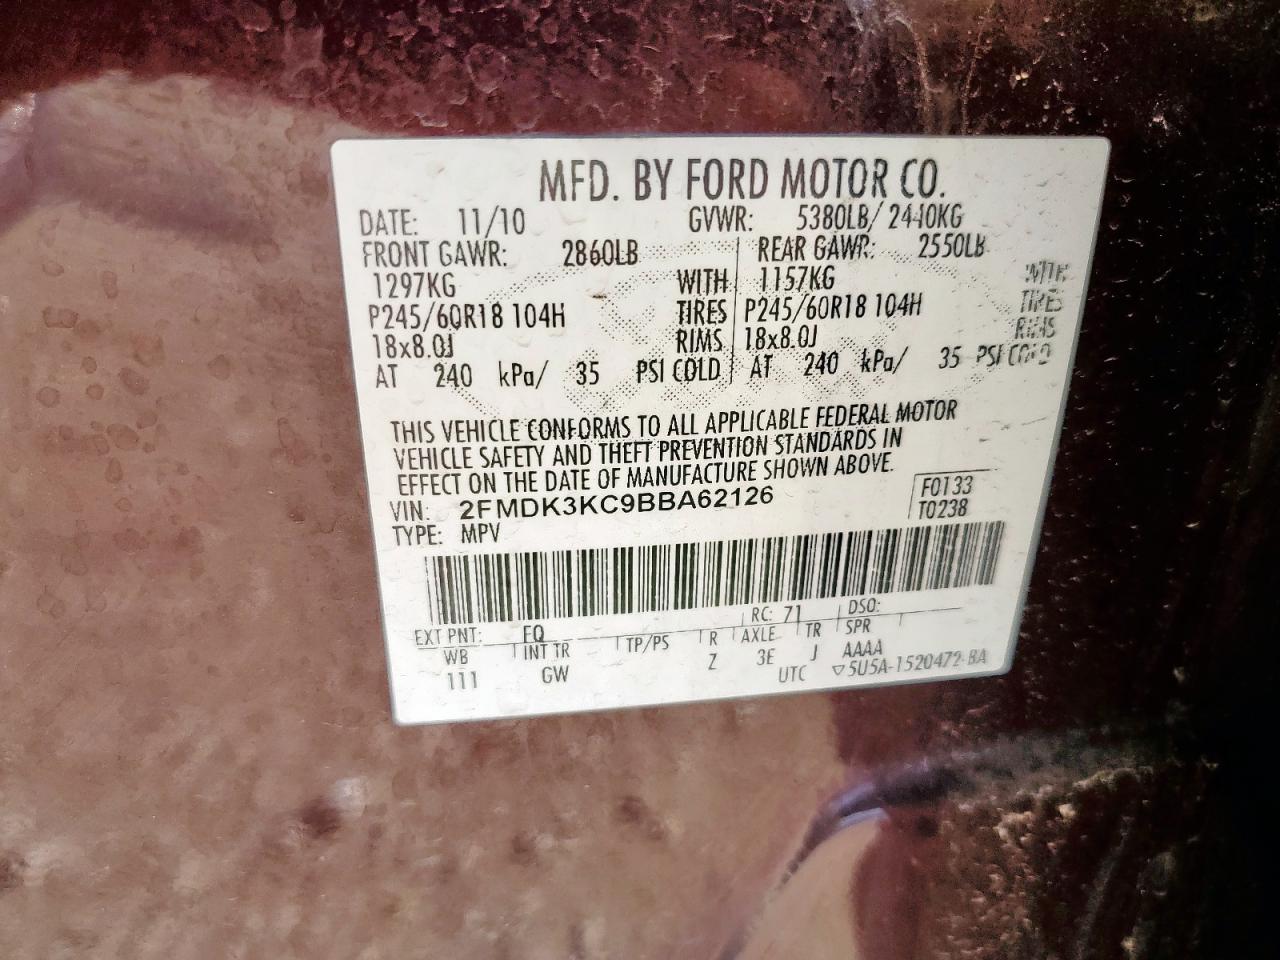 MFD. BY FORD MOTOR CO.
DATE: 11/10 GVWR: 5380LB/ 2440KG
FRONT GAWR: 2860LB REAR GAWR: 2550LB
1297KG WITH 1157KG WITH
P245/60R18 104H TIRES P245/60R18 104H TIRES
18x8.0J RIMS 18x8.0J RIMS
AT 240 kPa/ 35 PSI COLD AT 240 kPa/ 35 PSI COLD
THIS VEHICLE CONFORMS TO ALL APPLICABLE FEDERAL MOTOR
VEHICLE SAFETY AND THEFT PREVENTION STANDARDS IN
EFFECT ON THE DATE OF MANUFACTURE SHOWN ABOVE.
VIN: 2FMDK3KC9BBA62126 F0133
TYPE: MPV T0238
EXT PNT: FQ RC: 71 DSO:
WB INT TR TP/PS R AXLE TR SPR
111 GW Z 3E J AAAA
UTC ▽5U5A-1520472-BA